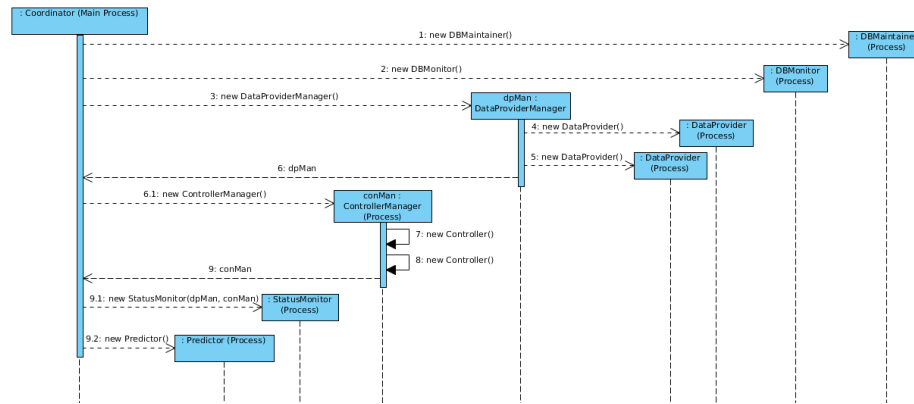 : Coordinator (Main Process)
1: new DBMaintainer()
: DBMaintainer
(Process)
2: new DBMonitor()
: DBMonitor
(Process)
3: new DataProviderManager()
dpMan :
DataProviderManager
4: new DataProvider()
: DataProvider
(Process)
5: new DataProvider()
: DataProvider
(Process)
6: dpMan
6.1: new ControllerManager()
conMan :
ControllerManager
(Process)
7: new Controller()
8: new Controller()
9: conMan
9.1: new StatusMonitor(dpMan, conMan)
: StatusMonitor
(Process)
9.2: new Predictor()
: Predictor (Process)